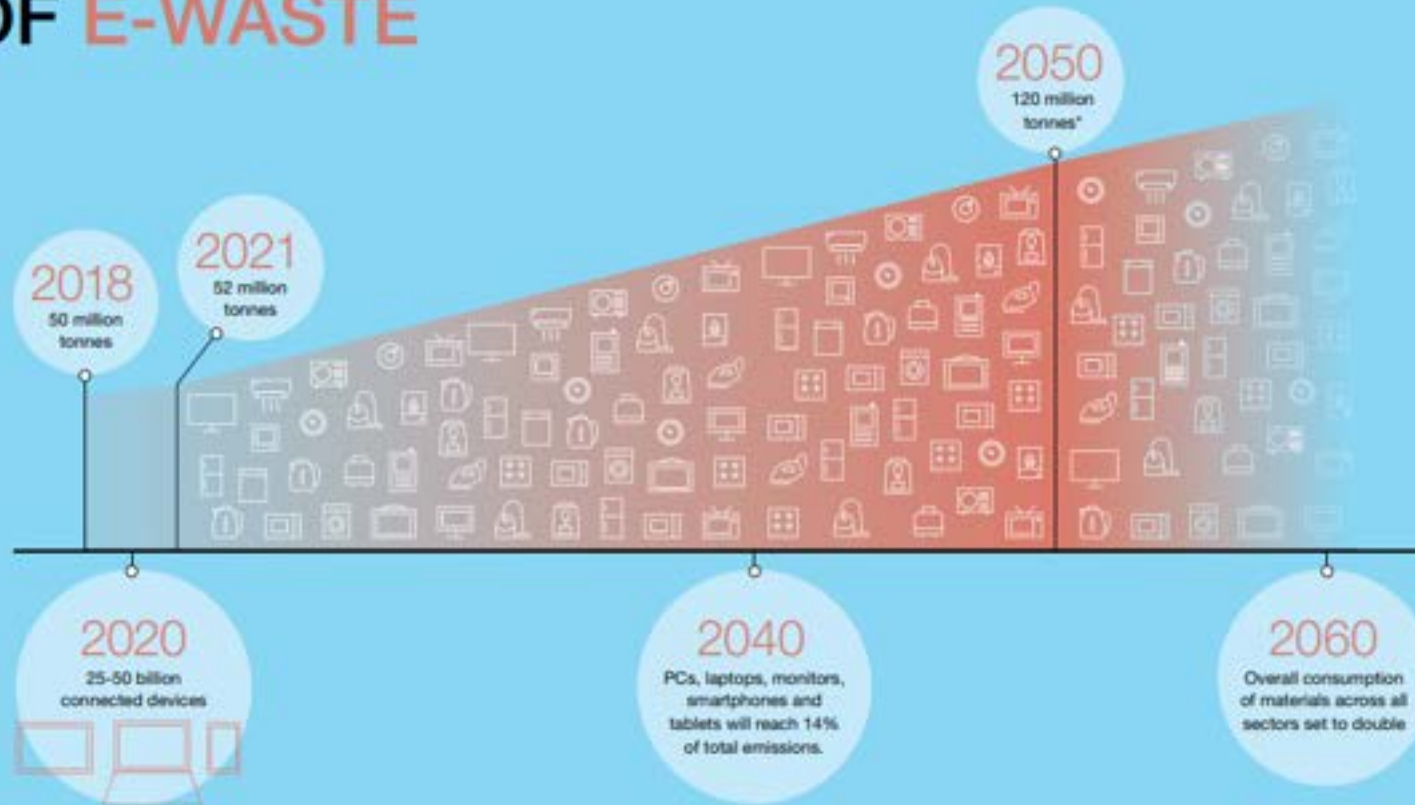 OF E-WASTE
2050
120 million
tonnes*
2021
52 million
tonnes
2018
50 million
tonnes
2020
25-50 billion
connected devices
2040
PCs, laptops, monitors,
smartphones and
tablets will reach 14%
of total emissions.
2060
Overall consumption
of materials across all
sectors set to double